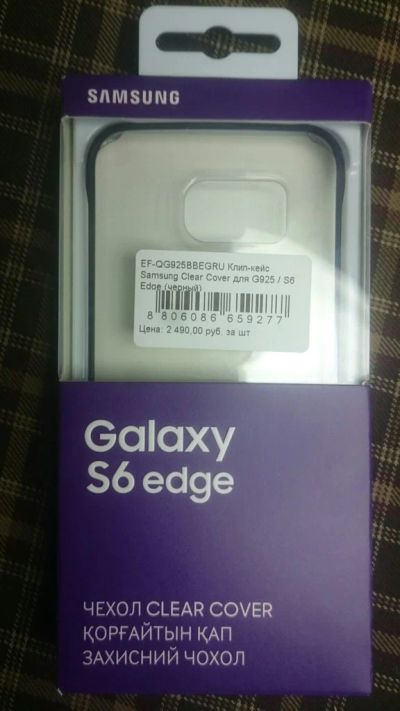 SAMSUNG
EF-QG925BBEGRU Клип-кейс
Samsung Clear Cover для G925 / S6
Edge (черный)
8 806086 659277
Цена: 2 490,00 руб. за шт
Galaxy
S6 edge
ЧЕХОЛ CLEAR COVER
ҚОРҒАЙТЫН ҚАП
ЗАХИСНИЙ ЧОХОЛ